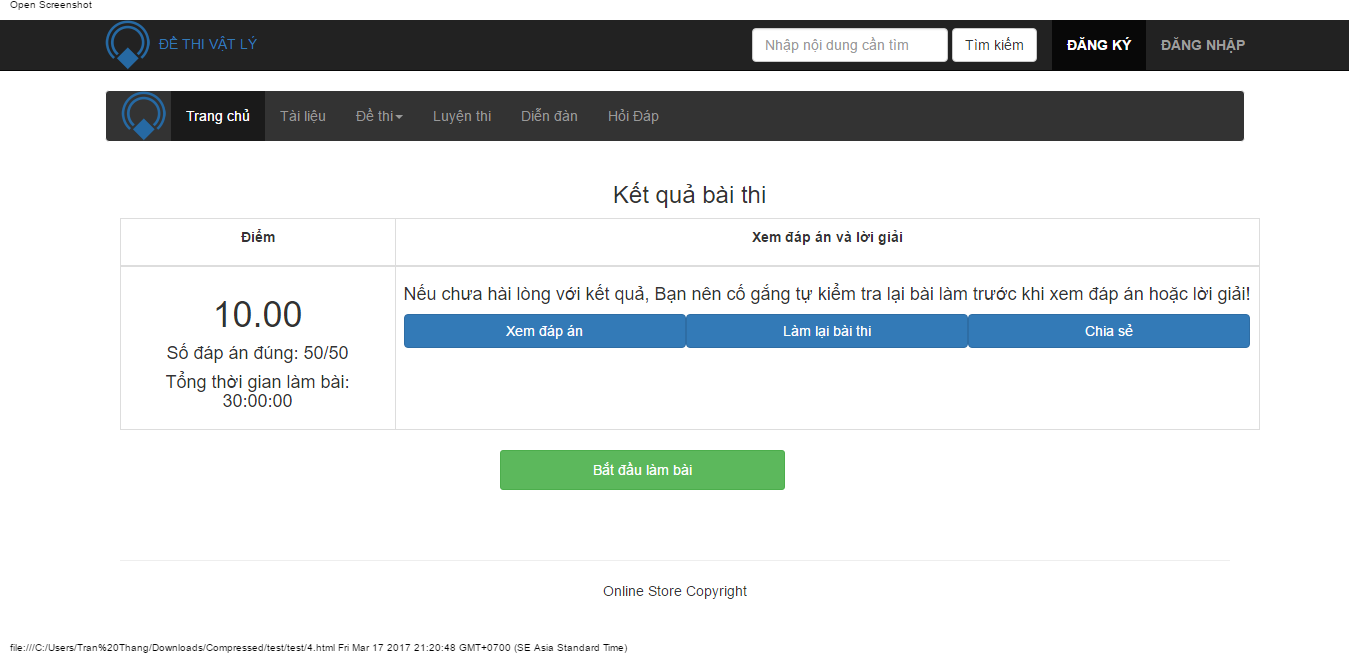 Open Screenshot
ĐỀ THI VẬT LÝ
Nhập nội dung cần tìm
Tìm kiếm
ĐĂNG KÝ
ĐĂNG NHẬP
Trang chủ
Tài liệu
Đề thi
Luyện thi
Diễn đàn
Hỏi Đáp
Kết quả bài thi
Điểm
Xem đáp án và lời giải
10.00
Số đáp án đúng: 50/50
Tổng thời gian làm bài:
30:00:00
Nếu chưa hài lòng với kết quả, Bạn nên cố gắng tự kiểm tra lại bài làm trước khi xem đáp án hoặc lời giải!
Xem đáp án
Làm lại bài thi
Chia sẻ
Bắt đầu làm bài
Online Store Copyright
file:///C:/Users/Tran%20Thang/Downloads/Compressed/test/test/4.html Fri Mar 17 2017 21:20:48 GMT+0700 (SE Asia Standard Time)